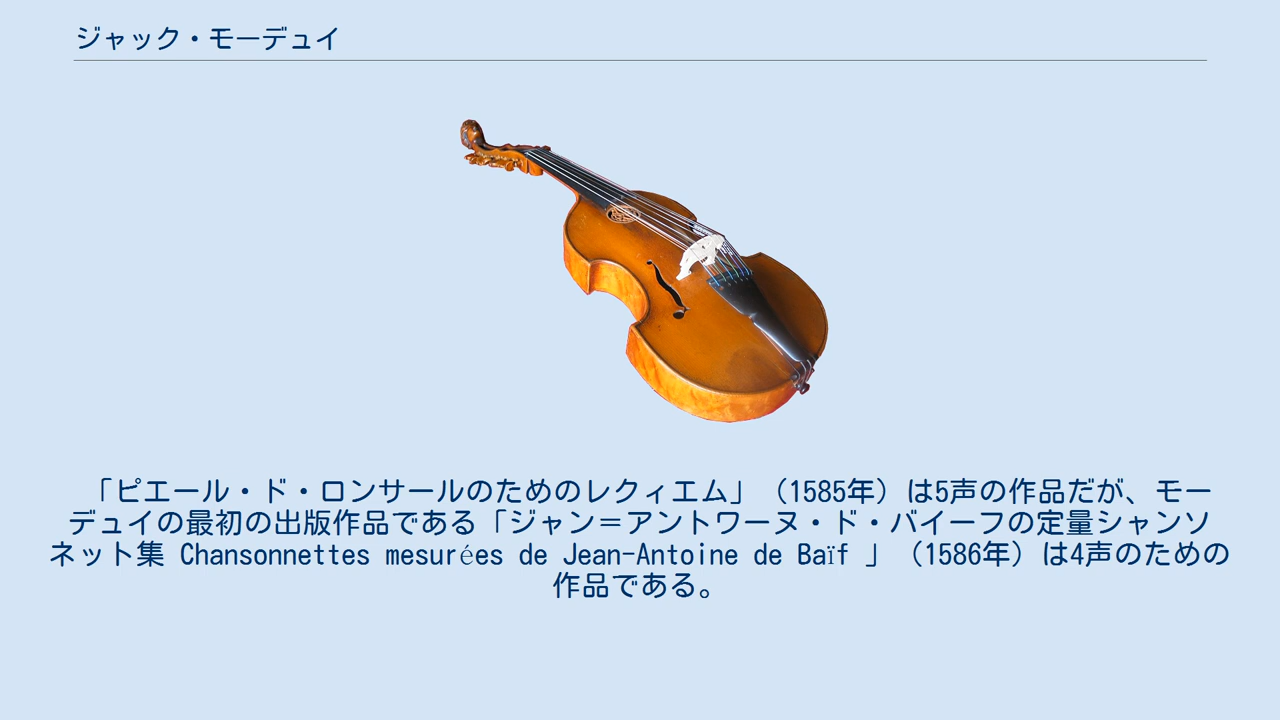 ジャック・モーデュイ
「ピエール・ド・ロンサールのためのレクィエム」（1585年）は5声の作品だが、モー
デュイの最初の出版作品である「ジャン＝アントワーヌ・ド・バイーフの定量シャンソ
ネット集 Chansonnettes mesurées de Jean-Antoine de Baïf 」（1586年）は4声のための
作品である。